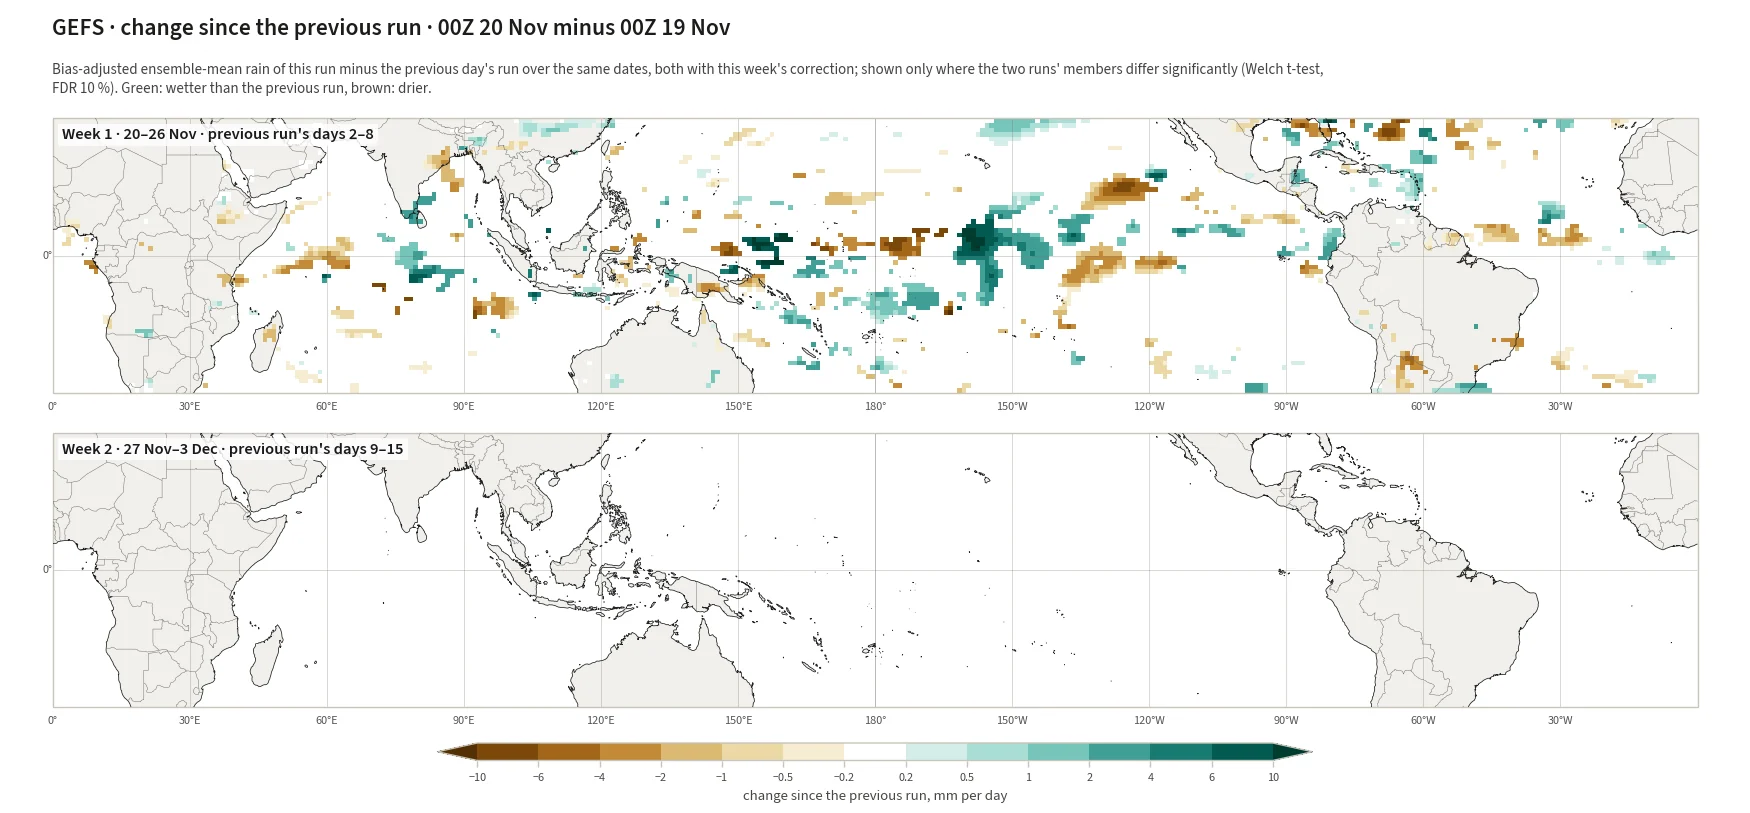 GEFS · change since the previous run · 00Z 20 Nov minus 00Z 19 Nov
Bias-adjusted ensemble-mean rain of this run minus the previous day's run over the same dates, both with this week's correction; shown only where the two runs' members differ significantly (Welch t-test,
FDR 10 %). Green: wetter than the previous run, brown: drier.
Week 1 · 20–26 Nov · previous run's days 2–8
0°
0° 30°E 60°E 90°E 120°E 150°E 180° 150°W 120°W 90°W 60°W 30°W
Week 2 · 27 Nov–3 Dec · previous run's days 9–15
0°
0° 30°E 60°E 90°E 120°E 150°E 180° 150°W 120°W 90°W 60°W 30°W
−10 −6 −4 −2 −1 −0.5 −0.2 0.2 0.5 1 2 4 6 10
change since the previous run, mm per day